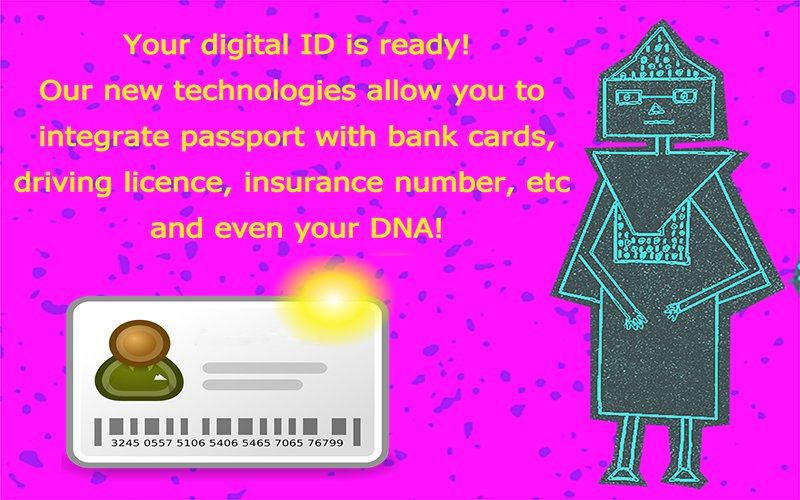 Your digital ID is ready!
Our new technologies allow you to
integrate passport with bank cards,
driving licence, insurance number, etc
and even your DNA!
3245 0557 5106 5406 5465 7065 76799